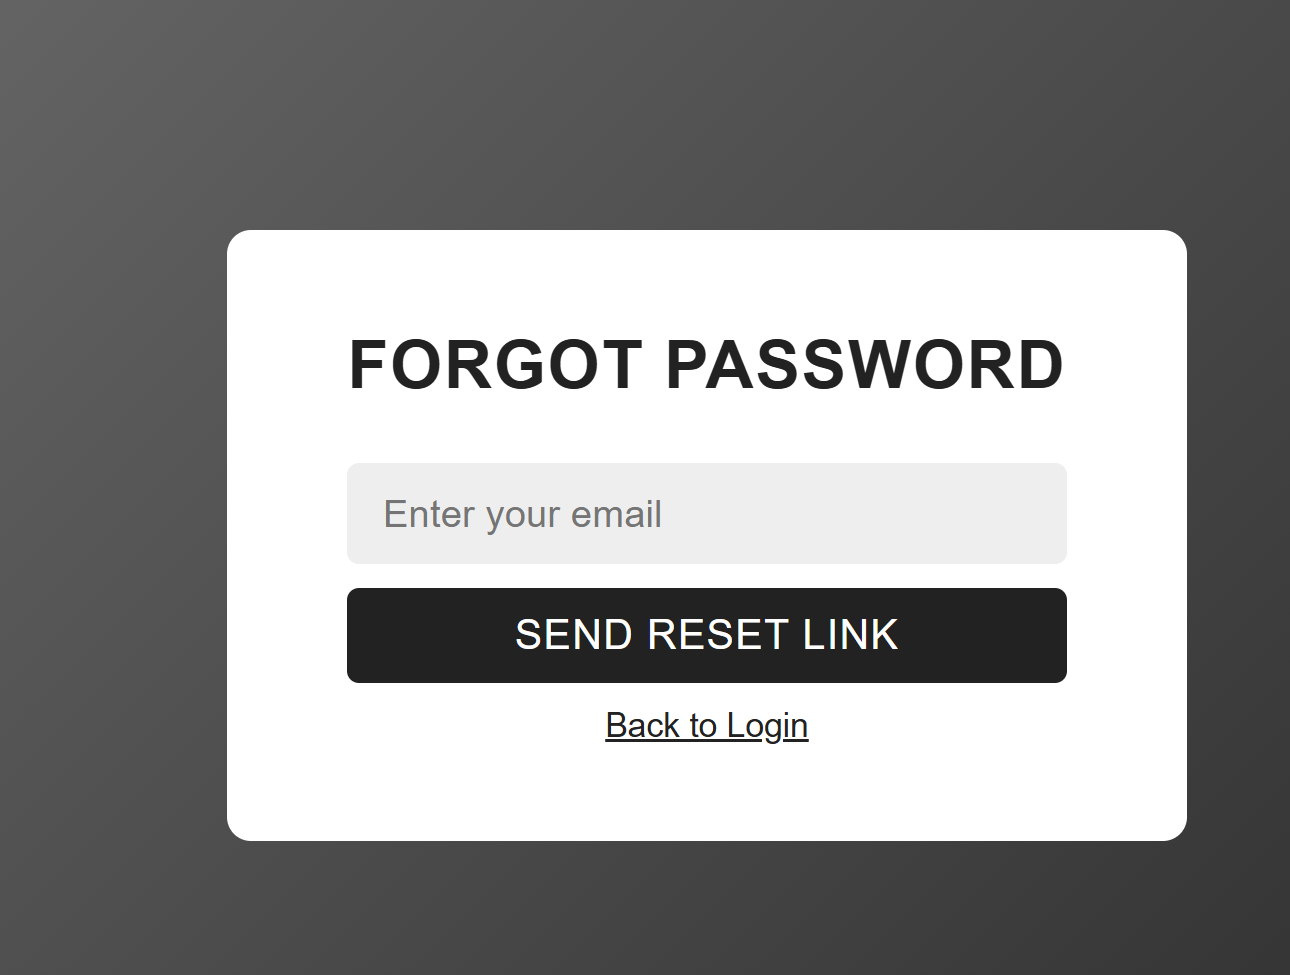 FORGOT PASSWORD
Enter your email
SEND RESET LINK
Back to Login